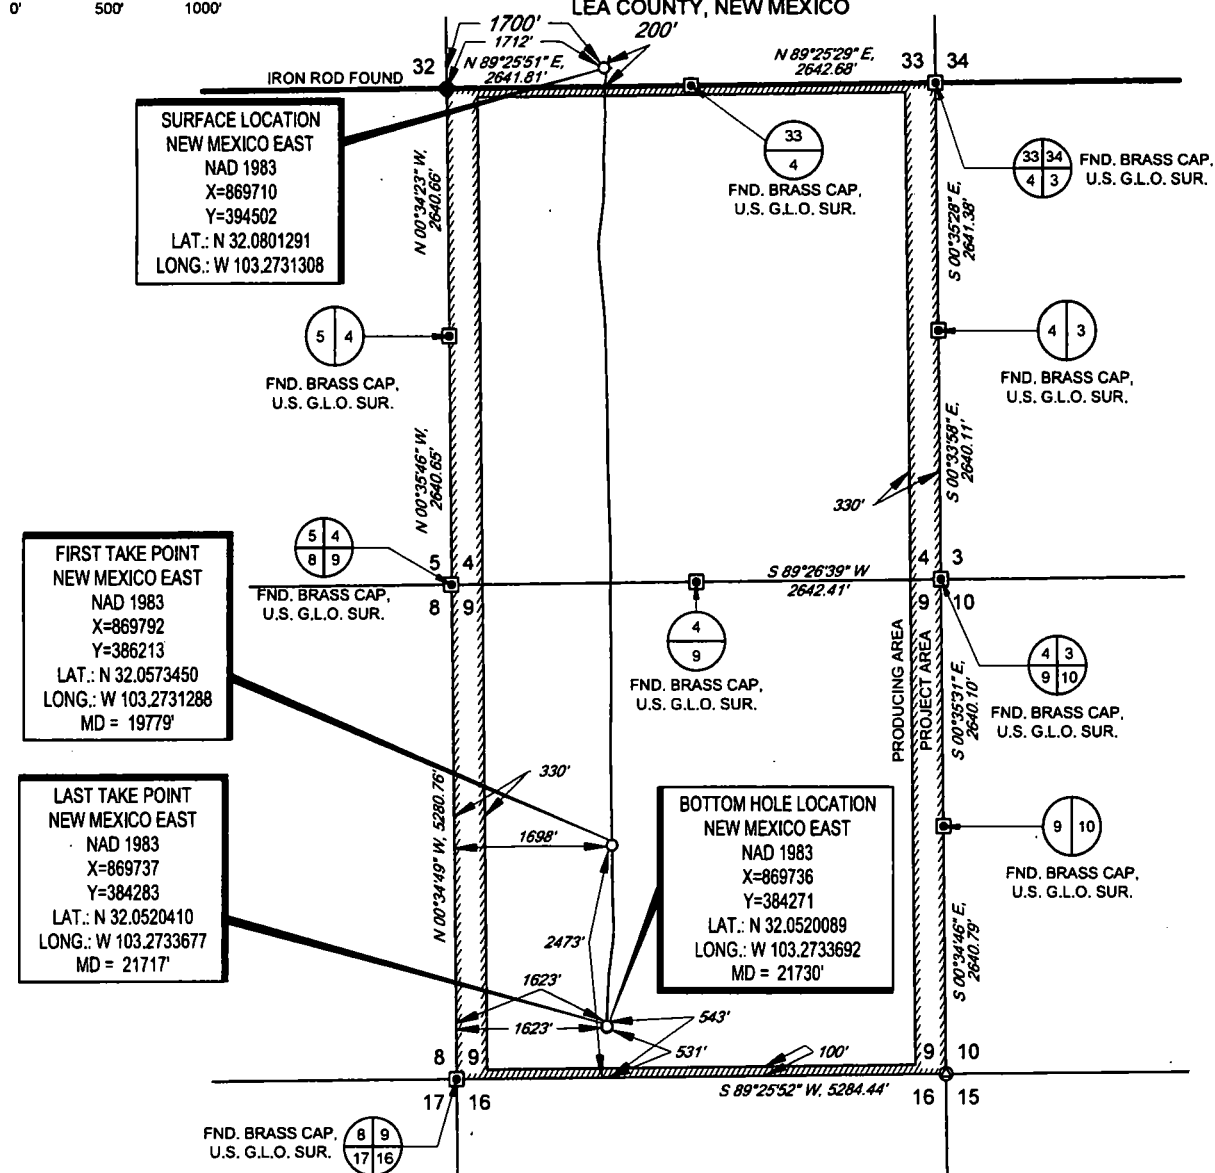 0' 500' 1000'
LEA COUNTY, NEW MEXICO
1700'
1712'
200'
N 89°25'51" E,
2641.81'
N 89°25'29" E,
2642.68'
32
33 34
IRON ROD FOUND
SURFACE LOCATION
NEW MEXICO EAST
NAD 1983
X=869710
Y=394502
LAT.: N 32.0801291
LONG.: W 103.2731308
N 00°34'23" W,
2640.66'
33
4
FND. BRASS CAP,
U.S. G.L.O. SUR.
33 34
4 3
FND. BRASS CAP,
U.S. G.L.O. SUR.
S 00°35'28" E,
2641.38'
5 4
FND. BRASS CAP,
U.S. G.L.O. SUR.
4 3
FND. BRASS CAP,
U.S. G.L.O. SUR.
N 00°35'46" W,
2640.65'
S 00°33'58" E,
2640.11'
330'
FIRST TAKE POINT
NEW MEXICO EAST
NAD 1983
X=869792
Y=386213
LAT.: N 32.0573450
LONG.: W 103.2731288
MD = 19779'
5 4
8 9
FND. BRASS CAP,
U.S. G.L.O. SUR.
5 4
8 9
S 89°26'39" W
2642.41'
4 3
9 10
4
9
FND. BRASS CAP,
U.S. G.L.O. SUR.
4 3
9 10
FND. BRASS CAP,
U.S. G.L.O. SUR.
PRODUCING AREA
PROJECT AREA
S 00°35'31" E,
2640.10'
LAST TAKE POINT
NEW MEXICO EAST
NAD 1983
X=869737
Y=384283
LAT.: N 32.0520410
LONG.: W 103.2733677
MD = 21717'
N 00°34'49" W, 5280.76'
330'
1698'
2473'
BOTTOM HOLE LOCATION
NEW MEXICO EAST
NAD 1983
X=869736
Y=384271
LAT.: N 32.0520089
LONG.: W 103.2733692
MD = 21730'
9 10
FND. BRASS CAP,
U.S. G.L.O. SUR.
S 00°34'46" E,
2640.79'
1623'
1623'
543'
531'
100'
8 9
17 16
9 10
16 15
S 89°25'52" W, 5284.44'
FND. BRASS CAP,
U.S. G.L.O. SUR.
8 9
17 16